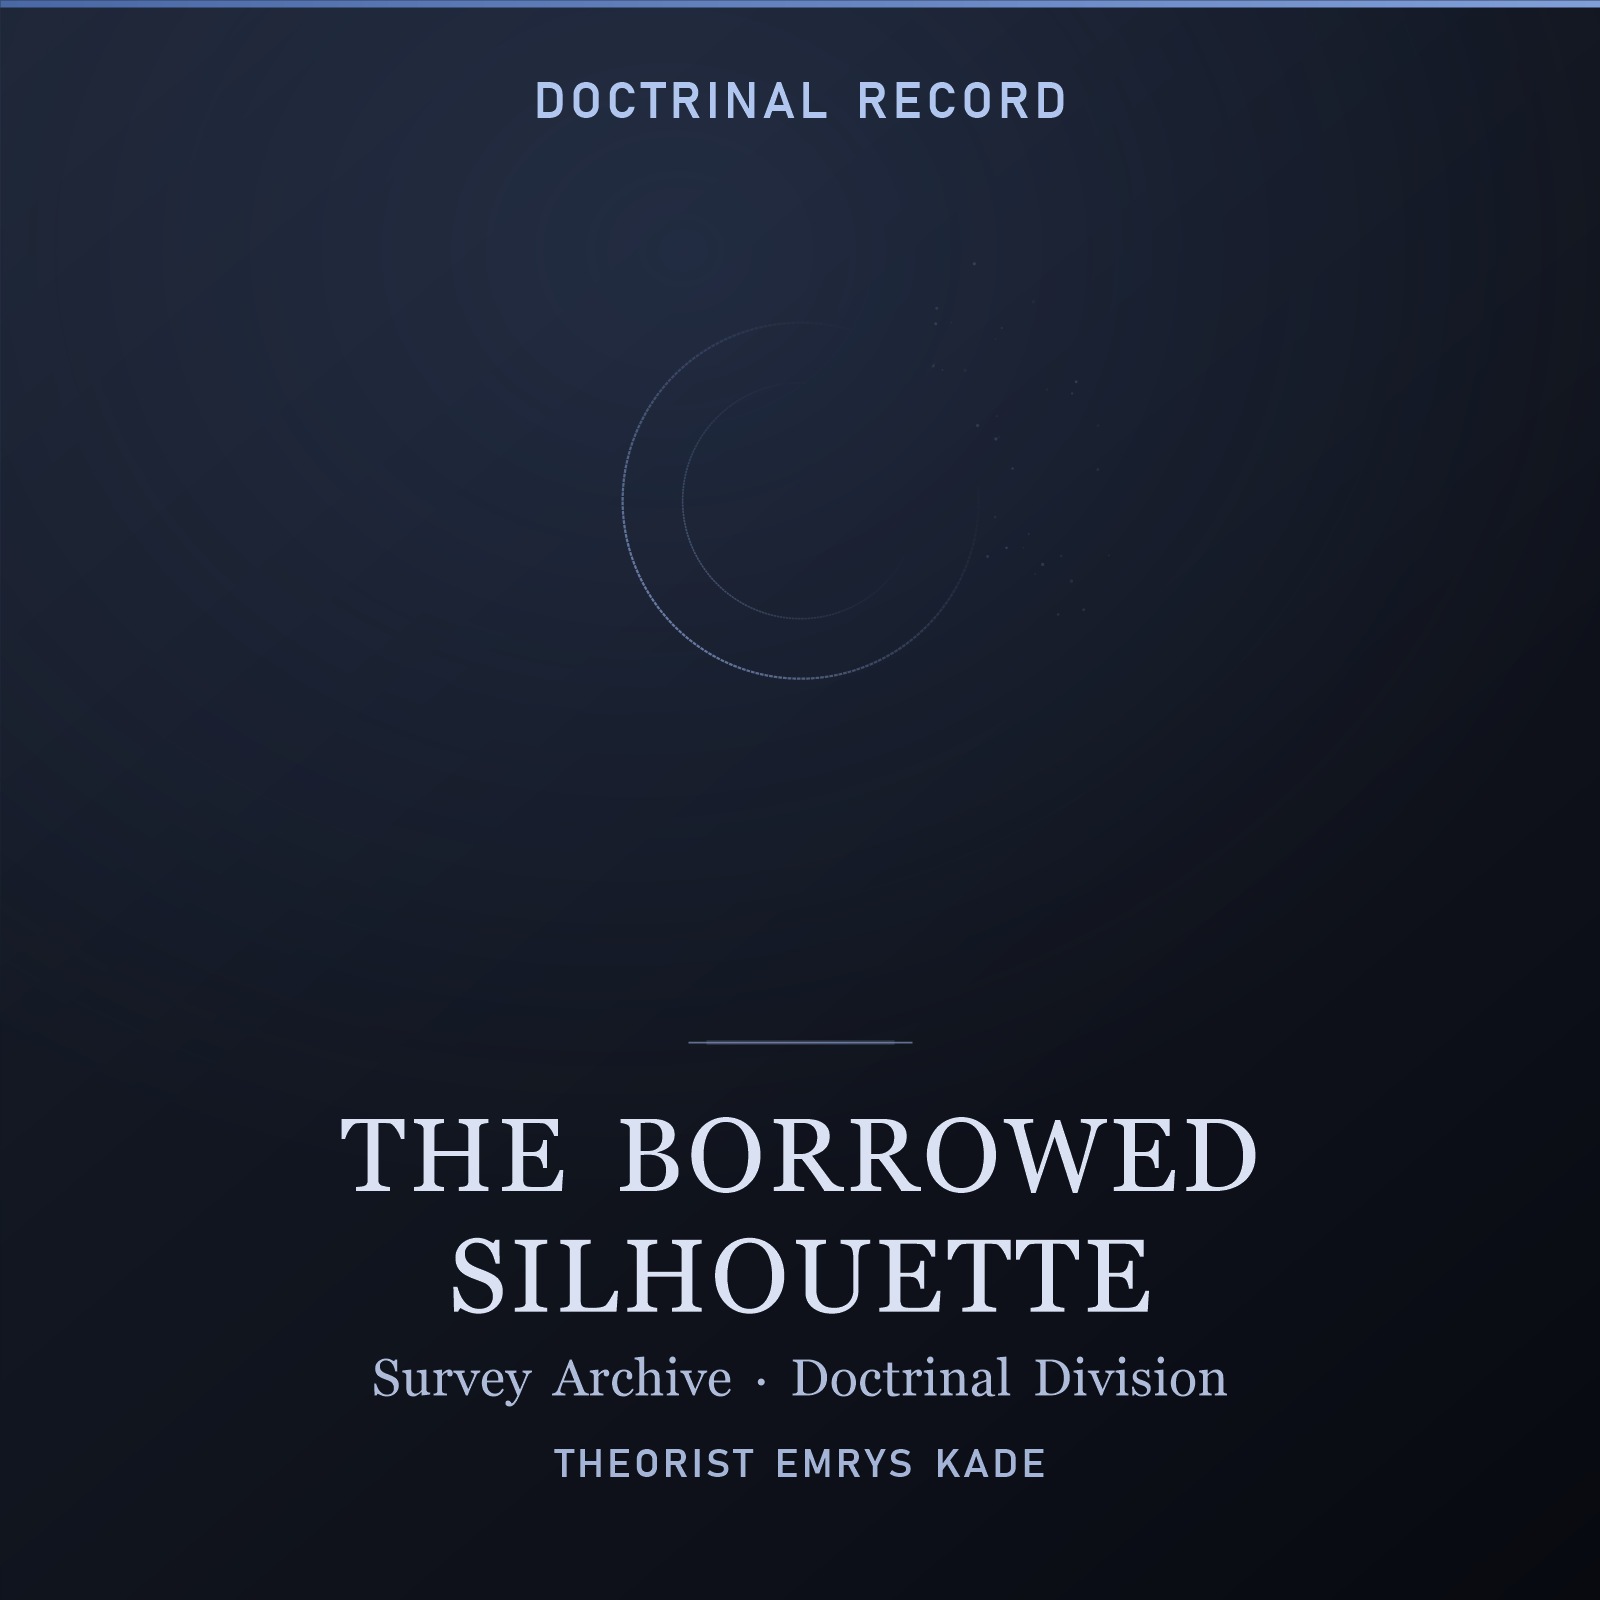 DOCTRINAL RECORD
THE BORROWED
SILHOUETTE
Survey Archive · Doctrinal Division
THEORIST EMRYS KADE